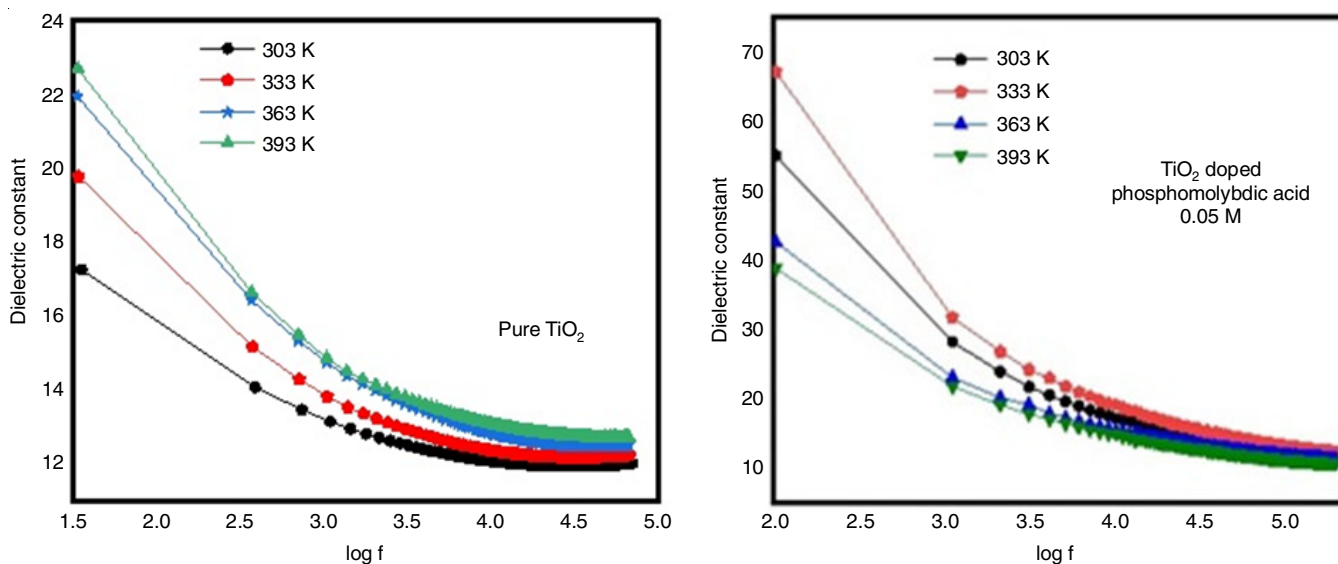 24
22
20
18
16
14
12
Dielectric constant
303 K
333 K
363 K
393 K
Pure TiO₂
1.5 2.0 2.5 3.0 3.5 4.0 4.5 5.0
log f
70
60
50
40
30
20
10
Dielectric constant
303 K
333 K
363 K
393 K
TiO₂ doped
phosphomolybdic acid
0.05 M
2.0 2.5 3.0 3.5 4.0 4.5 5.0
log f